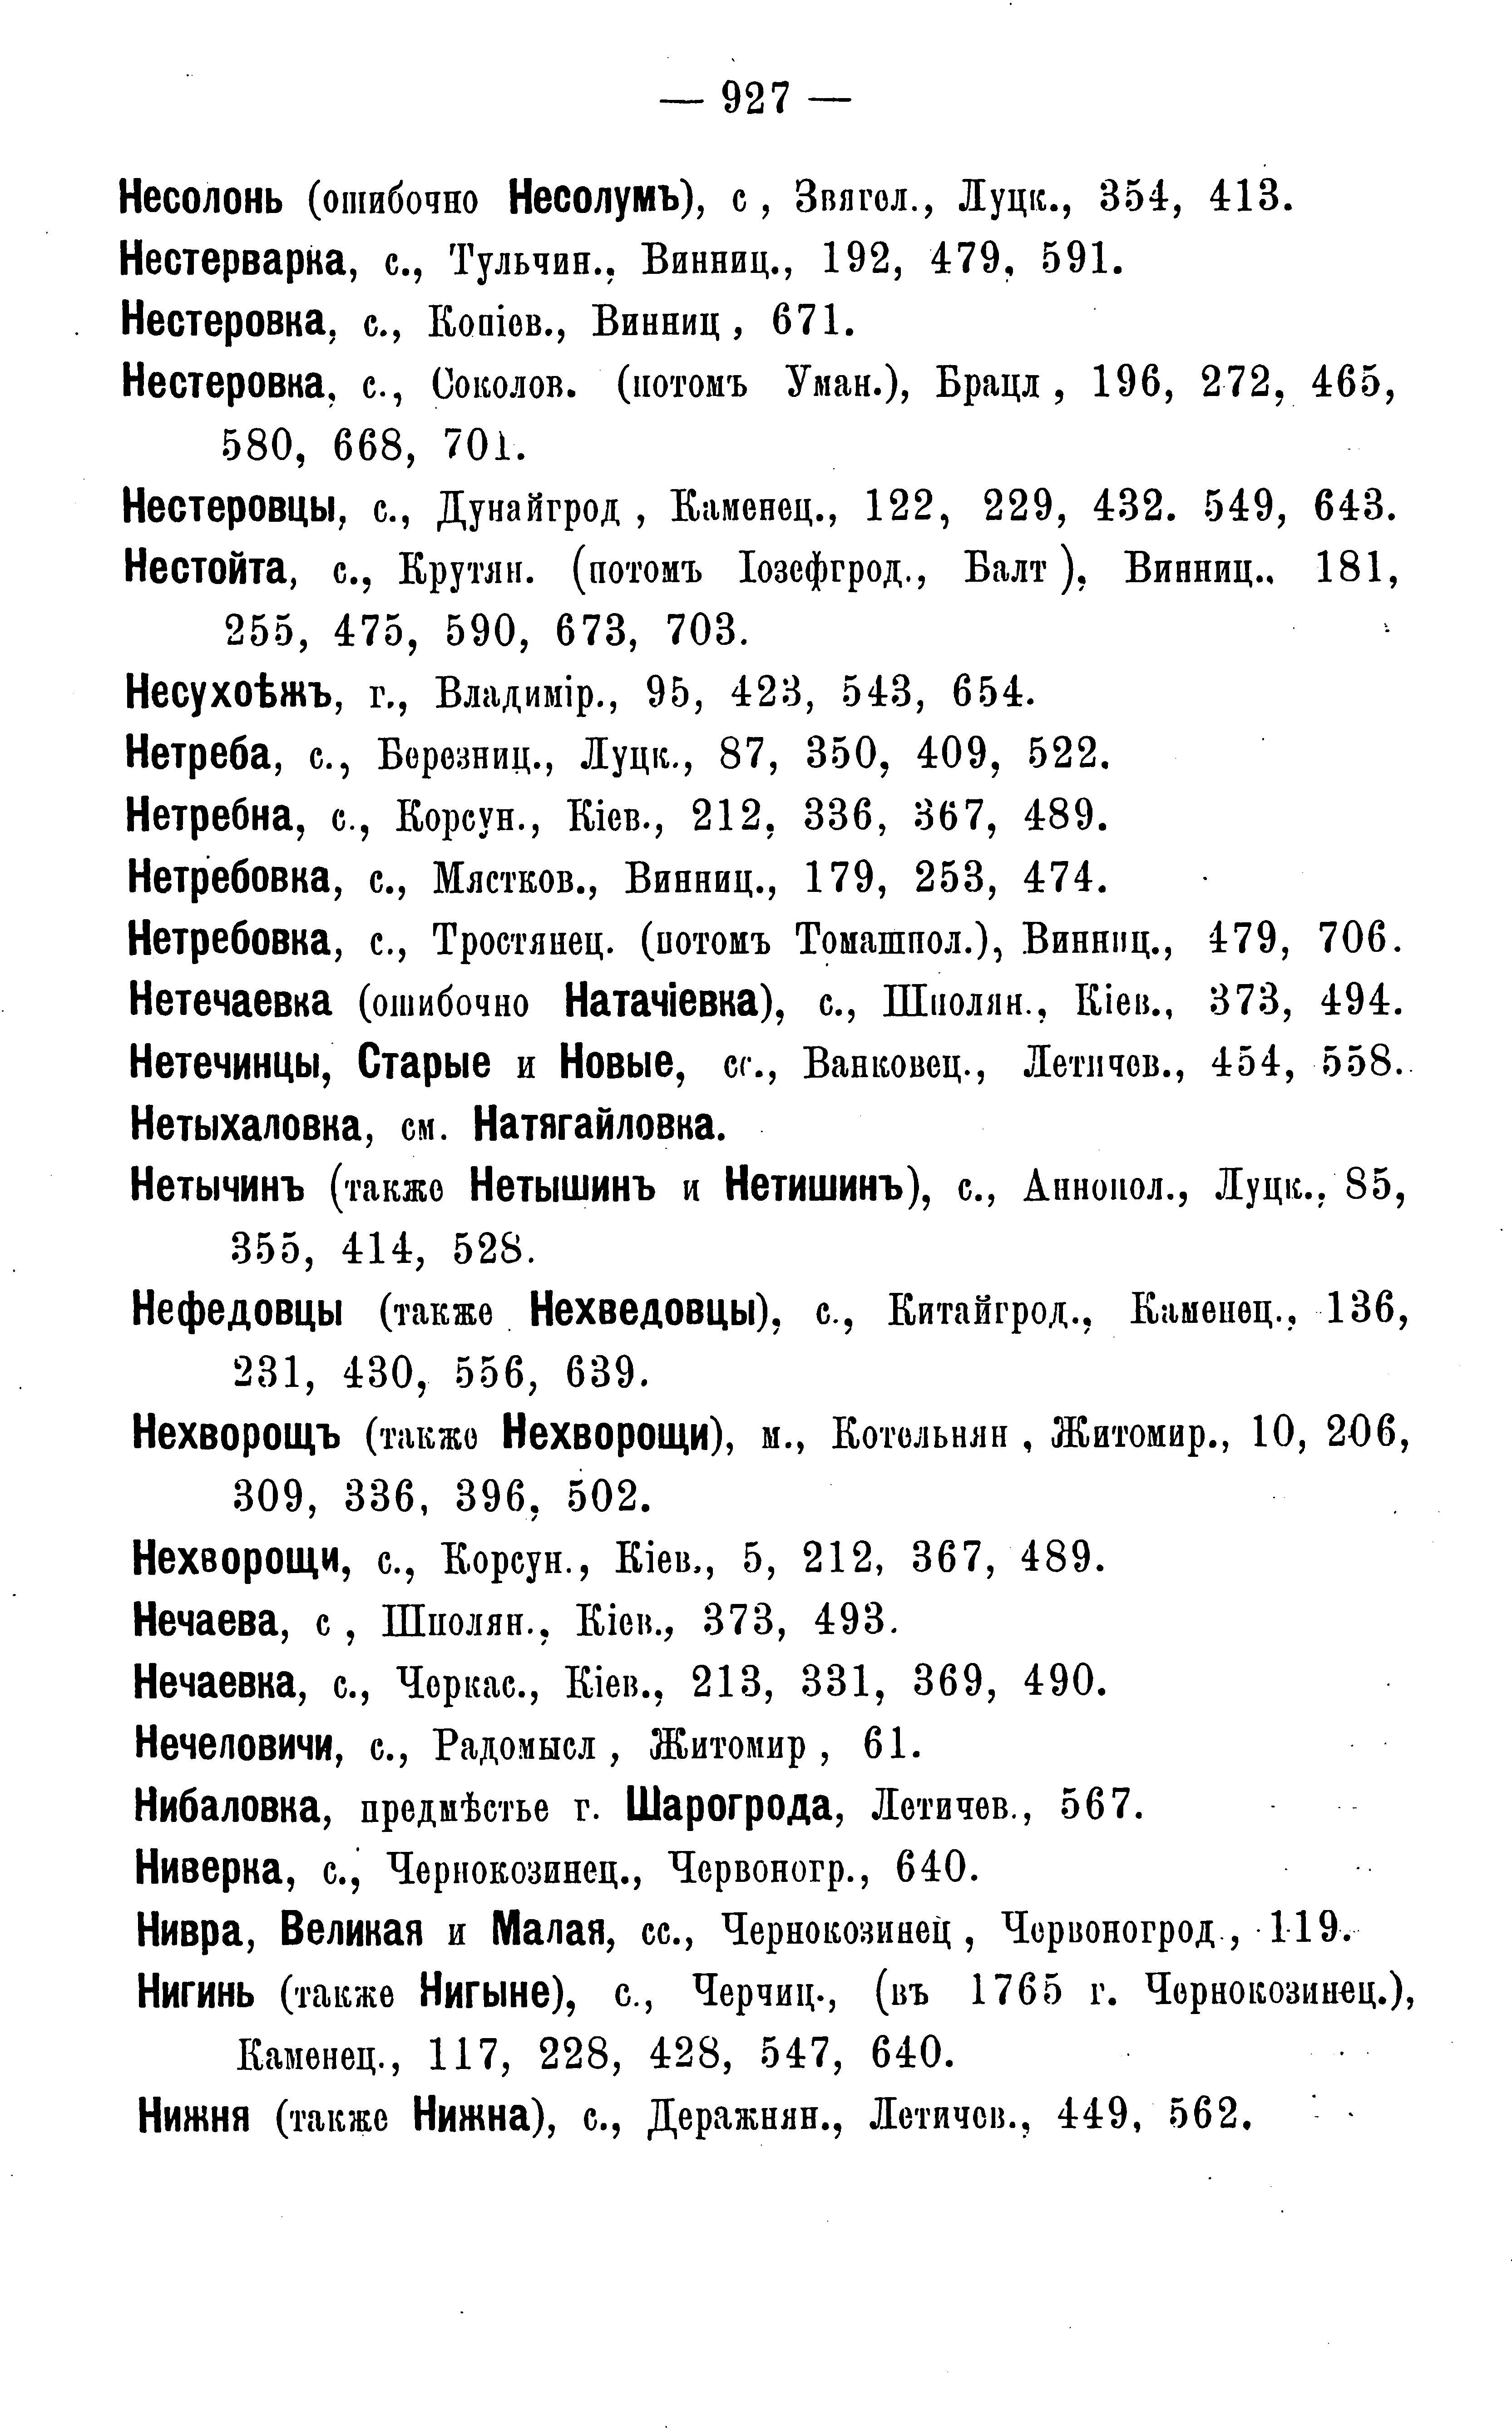 — 927 —
Несолонь (ошибочно Несолумъ), с , Звягол., Луцк., 354, 413.
Нестерварка, с., Тульчин., Винниц., 192, 479, 591.
Нестеровка, с., Копіев., Винниц , 671.
Нестеровка, с., Соколов. (потомъ Уман.), Брацл , 196, 272, 465,
580, 668, 701.
Нестеровцы, с., Дунайгрод , Каменец., 122, 229, 432. 549, 643.
Нестойта, с., Крутян. (потомъ Іозефгрод., Балт ), Винниц., 181,
255, 475, 590, 673, 703.
Несухоѣжъ, г., Владимір., 95, 423, 543, 654.
Нетреба, с., Березниц., Луцк., 87, 350, 409, 522.
Нетребна, с., Корсун., Кіев., 212, 336, 367, 489.
Нетребовка, с., Мястков., Винниц., 179, 253, 474.
Нетребовка, с., Тростянец. (потомъ Томашпол.), Винниц., 479, 706.
Нетечаевка (ошибочно Натачіевка), с., Шполян., Кіев., 373, 494.
Нетечинцы, Старые и Новые, сс., Ванковец., Летичев., 454, 558.
Нетыхаловка, см. Натягайловка.
Нетычинъ (также Нетышинъ и Нетишинъ), с., Аннопол., Луцк., 85,
355, 414, 528.
Нефедовцы (также Нехведовцы), с., Китайгрод., Каменец., 136,
231, 430, 556, 639.
Нехворощъ (также Нехворощи), м., Котельнян , Житомир., 10, 206,
309, 336, 396, 502.
Нехворощи, с., Корсун., Кіев., 5, 212, 367, 489.
Нечаева, с , Шполян., Кіев., 373, 493.
Нечаевка, с., Черкас., Кіев., 213, 331, 369, 490.
Нечеловичи, с., Радомысл , Житомир , 61.
Нибаловка, предмѣстье г. Шарогрода, Летичев., 567.
Ниверка, с., Чернокозинец., Червоногр., 640.
Нивра, Великая и Малая, сс., Чернокозинец , Червоногрод., 119.
Нигинь (также Нигыне), с., Черчиц., (въ 1765 г. Чернокозинец.),
Каменец., 117, 228, 428, 547, 640.
Нижня (также Нижна), с., Деражнян., Летичев., 449, 562.